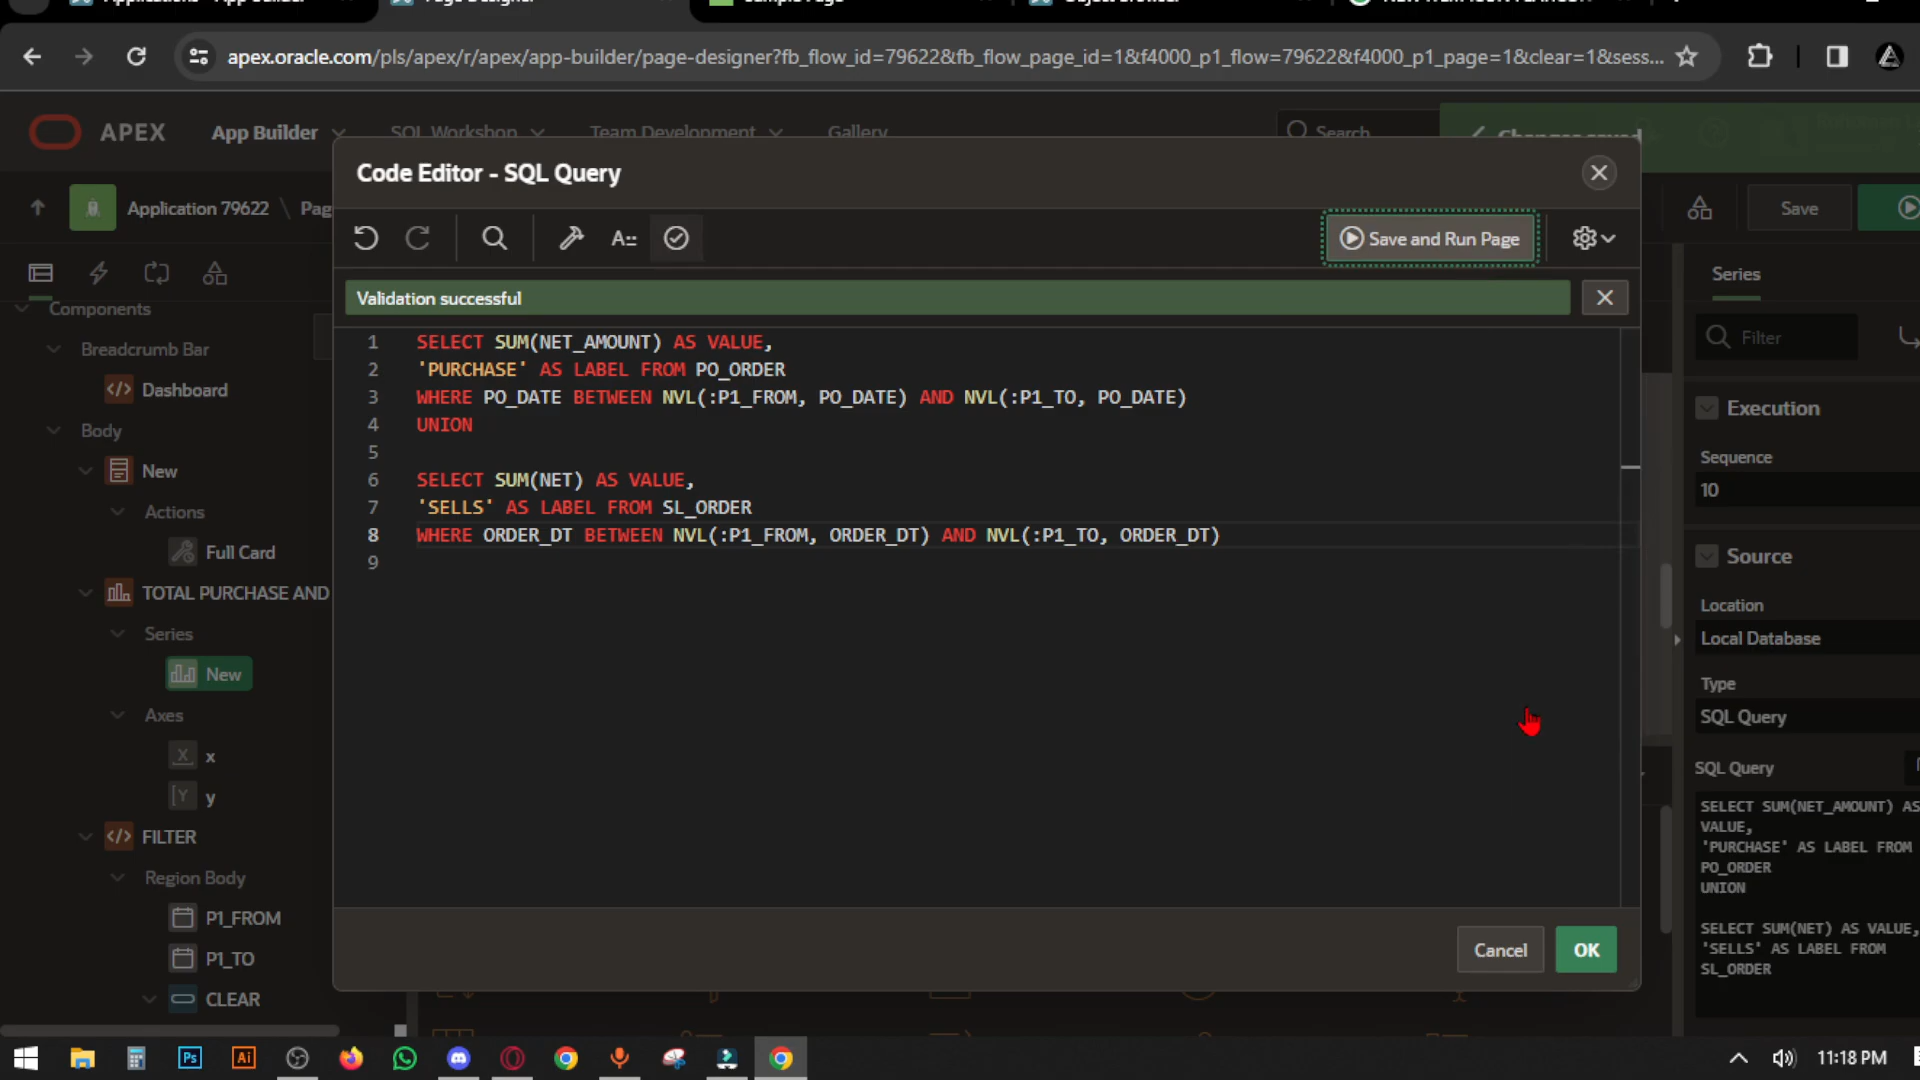 Page Designer
apex.oracle.com/pls/apex/r/apex/app-builder/page-designer?fb_flow_id=79622&fb_flow_page_id=1&f4000_p1_flow=79622&f4000_p1_page=1&clear=1&sess...
APEX App Builder SQL Workshop Team Development Gallery Search Changes saved
Application 79622 \ Pag
Save
Code Editor - SQL Query
Save and Run Page
Validation successful
1 SELECT SUM(NET_AMOUNT) AS VALUE,
2 'PURCHASE' AS LABEL FROM PO_ORDER
3 WHERE PO_DATE BETWEEN NVL(:P1_FROM, PO_DATE) AND NVL(:P1_TO, PO_DATE)
4 UNION
5
6 SELECT SUM(NET) AS VALUE,
7 'SELLS' AS LABEL FROM SL_ORDER
8 WHERE ORDER_DT BETWEEN NVL(:P1_FROM, ORDER_DT) AND NVL(:P1_TO, ORDER_DT)
9
Cancel
OK
Components
Breadcrumb Bar
Dashboard
Body
New
Actions
Full Card
TOTAL PURCHASE AND
Series
New
Axes
x
y
FILTER
Region Body
P1_FROM
P1_TO
CLEAR
Series
Filter
Execution
Sequence
10
Source
Location
Local Database
Type
SQL Query
SQL Query
SELECT SUM(NET_AMOUNT) AS
VALUE,
'PURCHASE' AS LABEL FROM
PO_ORDER
UNION
SELECT SUM(NET) AS VALUE,
'SELLS' AS LABEL FROM
SL_ORDER
Ps
Ai
11:18 PM